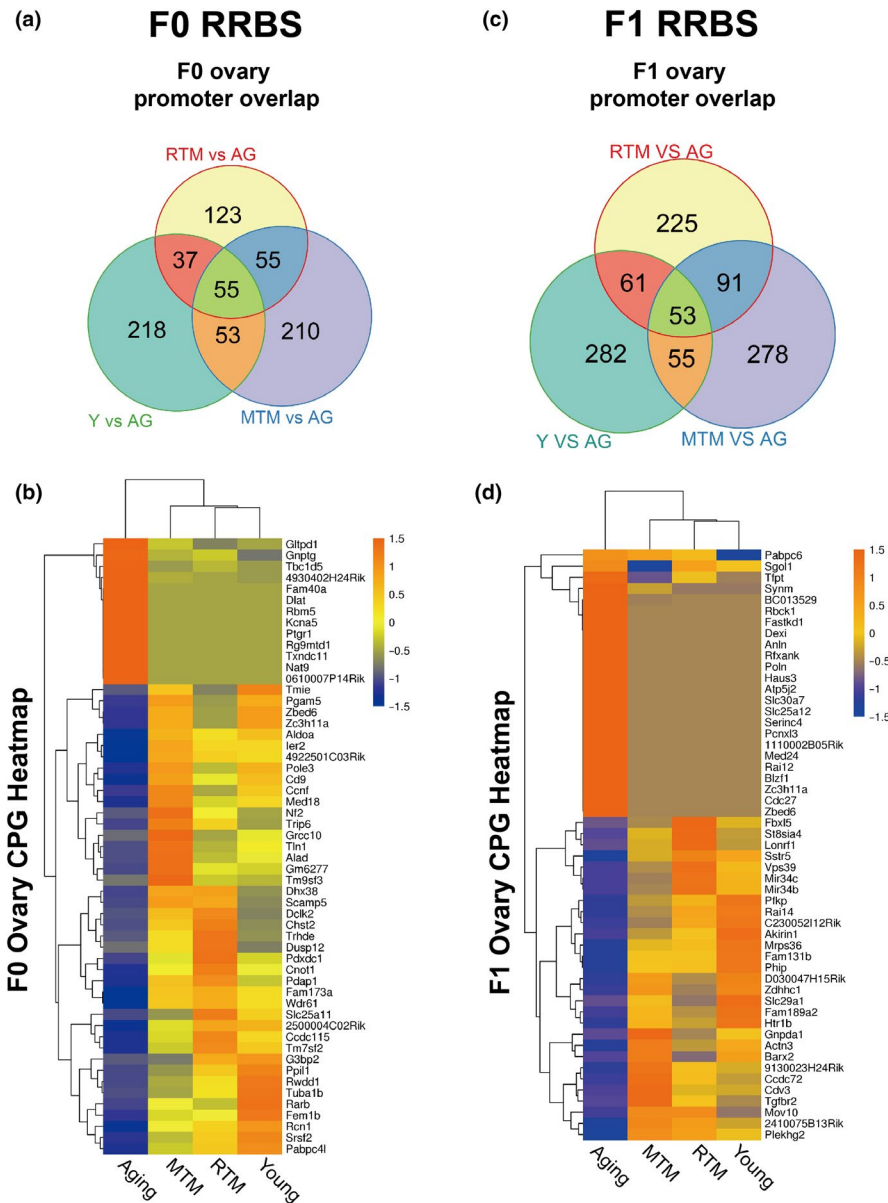 (a)
F0 RRBS
F0 ovary
promoter overlap
RTM vs AG
123
37
55
55
218
53
210
Y vs AG
MTM vs AG
(c)
F1 RRBS
F1 ovary
promoter overlap
RTM VS AG
225
61
91
53
282
55
278
Y VS AG
MTM VS AG
(b)
F0 Ovary CPG Heatmap
Gltpd1
Gnptg
Tbc1d5
4930402H24Rik
Fam40a
Dlat
Rbm5
Kcna5
Ptgr1
Rg9mtd1
Txndc11
Nat9
0610007P14Rik
Tmie
Pgam5
Zbed6
Zc3h11a
Aldoa
Ier2
4922501C03Rik
Pole3
Cd9
Ccnf
Med18
Nf2
Trip6
Grcc10
Tln1
Alad
Gm6277
Tm9sf3
Dhx38
Scamp5
Dclk2
Chst2
Trhde
Dusp12
Pdxdc1
Cnot1
Pdap1
Fam173a
Wdr61
Slc25a11
2500004C02Rik
Ccdc115
Tm7sf2
G3bp2
Ppil1
Rwdd1
Tuba1b
Rarb
Fem1b
Rcn1
Srsf2
Pabpc4l
1.5
1
0.5
0
−0.5
−1
−1.5
Aging
MTM
RTM
Young
(d)
F1 Ovary CPG Heatmap
Pabpc6
Sgol1
Tfpt
Synm
BC013529
Rbck1
Fastkd1
Dexi
Anln
Rfxank
Poln
Haus3
Atp5j2
Slc30a7
Slc25a12
Serinc4
Pcnxl3
1110002B05Rik
Med24
Rai12
Blzf1
Zc3h11a
Cdc27
Zbed6
Fbxl5
St8sia4
Lonrf1
Sstr5
Vps39
Mir34c
Mir34b
Pfkp
Rai14
C230052I12Rik
Akirin1
Mrps36
Fam131b
Phip
D030047H15Rik
Zdhhc1
Slc29a1
Fam189a2
Htr1b
Gnpda1
Actn3
Barx2
9130023H24Rik
Ccdc72
Cdv3
Tgfbr2
Mov10
2410075B13Rik
Plekhg2
1.5
1
0.5
0
−0.5
−1
−1.5
Aging
MTM
RTM
Young